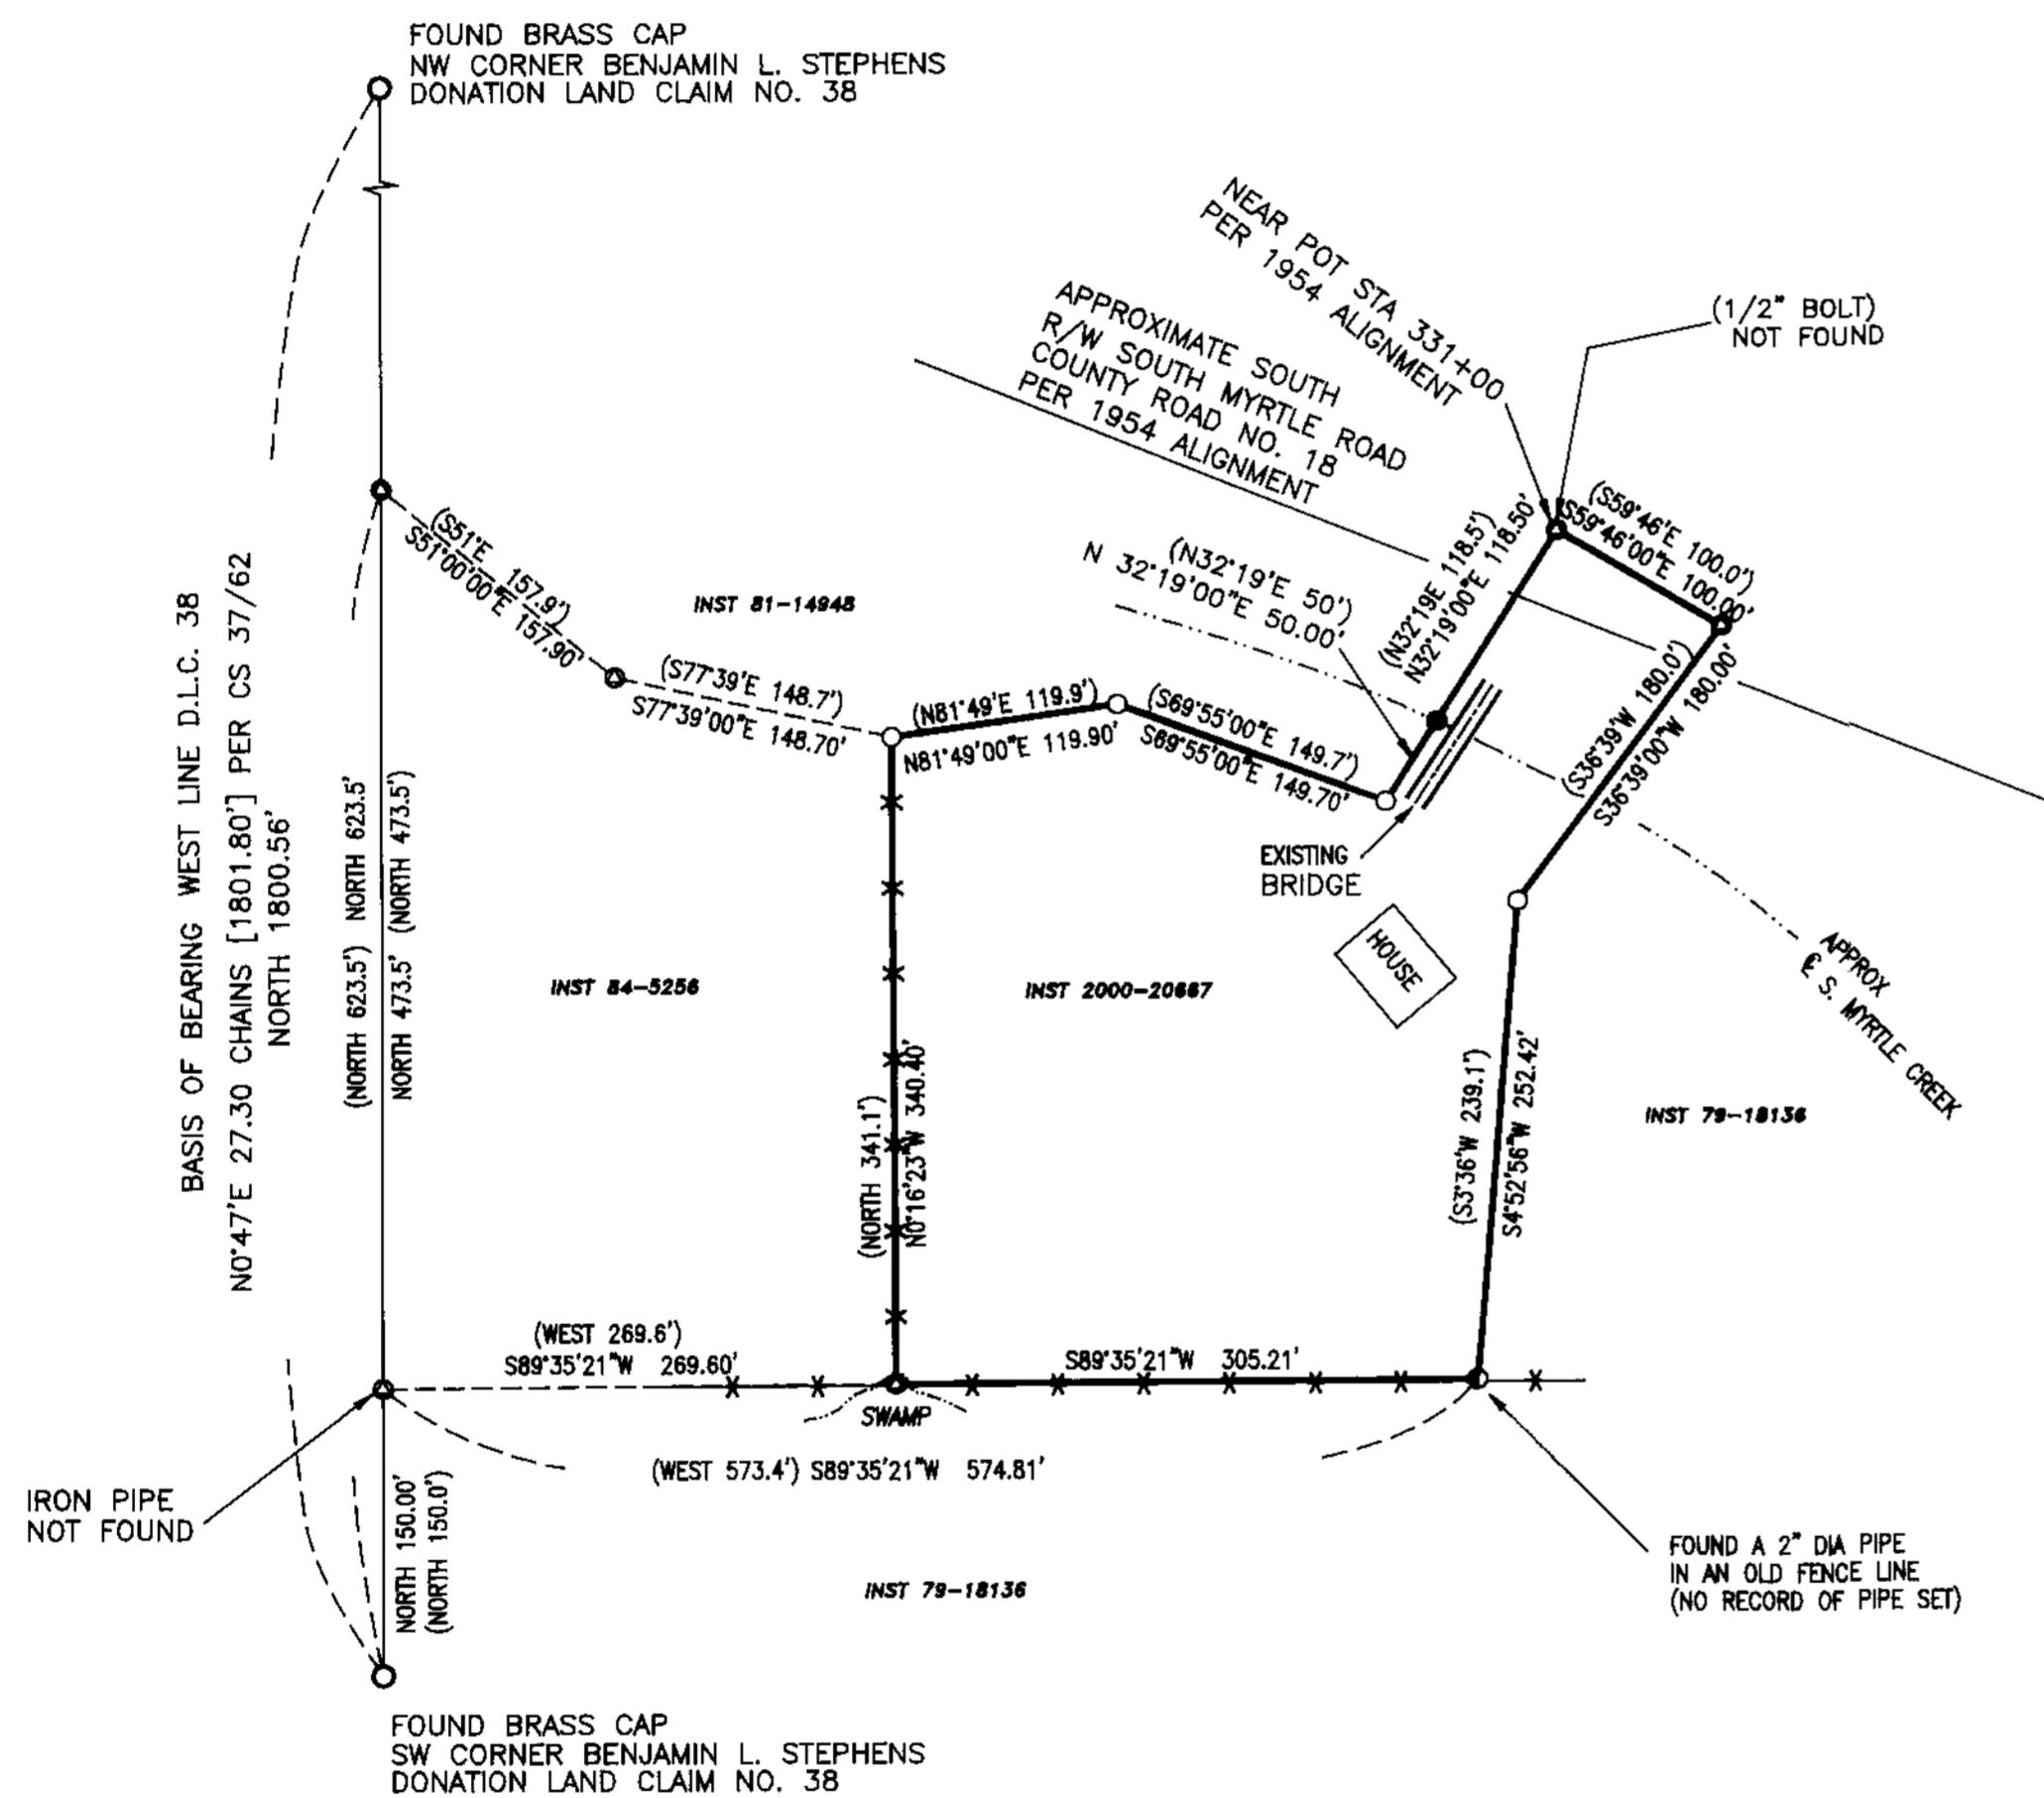 FOUND BRASS CAP
NW CORNER BENJAMIN L. STEPHENS
DONATION LAND CLAIM NO. 38
NEAR POT STA 331+00
PER 1954 ALIGNMENT
APPROXIMATE SOUTH
R/W SOUTH MYRTLE ROAD
COUNTY ROAD NO. 18
PER 1954 ALIGNMENT
(1/2" BOLT)
NOT FOUND
(S59°46'E 100.0')
S59°46'00"E 100.00'
(N32°19'E 118.5')
N32°19'00"E 118.50'
(N32°19'E 50')
N 32°19'00"E 50.00'
(S51°E 157.9')
S51°00'00"E 157.90'
INST 81-14948
(S77°39'E 148.7')
S77°39'00"E 148.70'
(N81°49'E 119.9')
N81°49'00"E 119.90'
(S69°55'00"E 149.7')
S69°55'00"E 149.70'
(S36°39'W 180.0')
S36°39'00"W 180.00'
EXISTING
BRIDGE
HOUSE
APPROX
℄ S. MYRTLE CREEK
BASIS OF BEARING WEST LINE D.L.C. 38
N0°47'E 27.30 CHAINS [1801.80'] PER CS 37/62
NORTH 1800.56'
(NORTH 623.5') NORTH 623.5'
NORTH 473.5' (NORTH 473.5')
INST 84-5256
INST 2000-20667
INST 79-18136
(NORTH 341.1')
N0°16'23"W 340.40'
(S3°36'W 239.1')
S4°52'56"W 252.42'
(WEST 269.6')
S89°35'21"W 269.60'
S89°35'21"W 305.21'
SWAMP
(WEST 573.4') S89°35'21"W 574.81'
IRON PIPE
NOT FOUND
NORTH 150.00'
(NORTH 150.0')
INST 79-18136
FOUND A 2" DIA PIPE
IN AN OLD FENCE LINE
(NO RECORD OF PIPE SET)
FOUND BRASS CAP
SW CORNER BENJAMIN L. STEPHENS
DONATION LAND CLAIM NO. 38